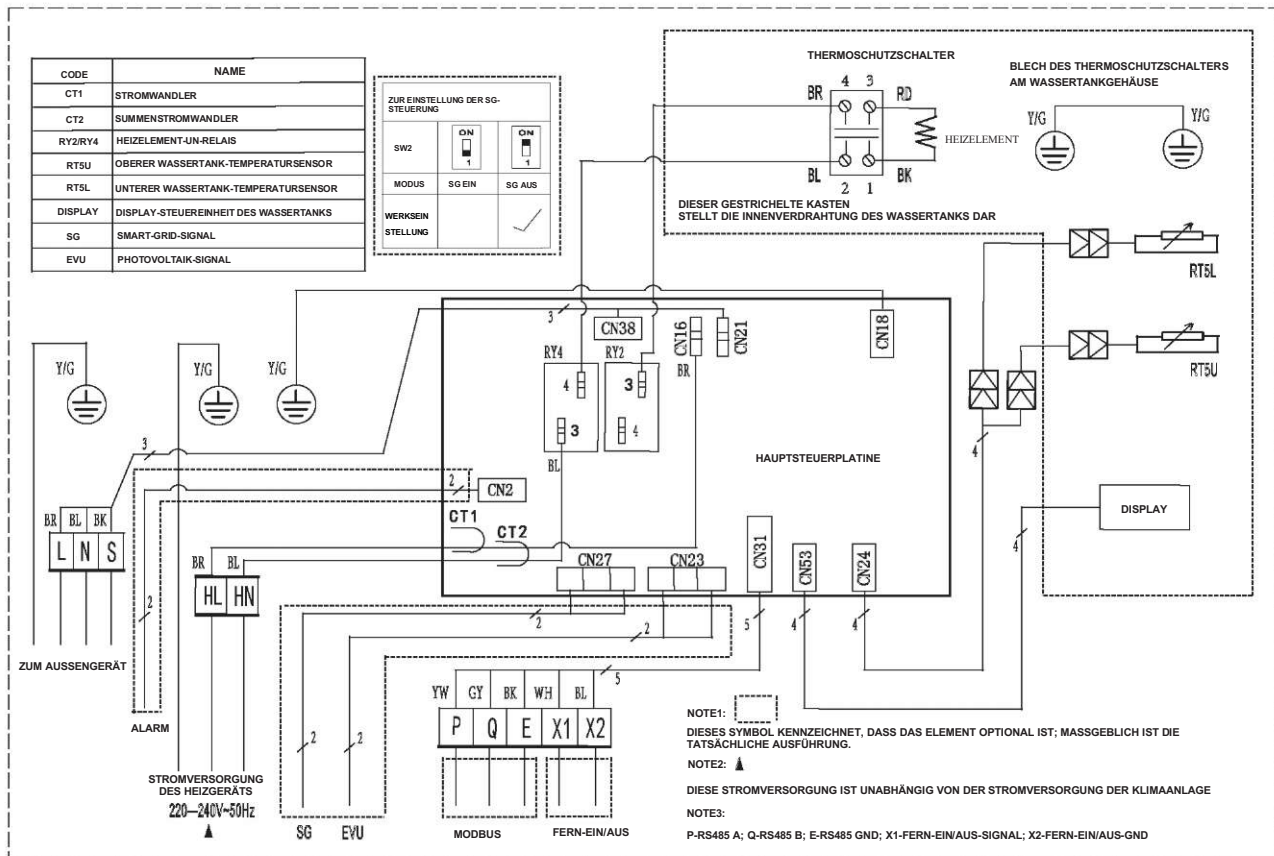 CODE NAME
CT1 STROMWANDLER
CT2 SUMMENSTROMWANDLER
RY2/RY4 HEIZELEMENT-UN-RELAIS
RT5U OBERER WASSERTANK-TEMPERATURSENSOR
RT5L UNTERER WASSERTANK-TEMPERATURSENSOR
DISPLAY DISPLAY-STEUEREINHEIT DES WASSERTANKS
SG SMART-GRID-SIGNAL
EVU PHOTOVOLTAIK-SIGNAL
ZUR EINSTELLUNG DER SG-
STEUERUNG
SW2 ON 1 ON 1
MODUS SG EIN SG AUS
WERKSEIN
STELLUNG
THERMOSCHUTZSCHALTER
4 3
BR RD
HEIZELEMENT
BL BK
2 1
BLECH DES THERMOSCHUTZSCHALTERS
AM WASSERTANKGEHÄUSE
Y/G Y/G
DIESER GESTRICHELTE KASTEN
STELLT DIE INNENVERDRAHTUNG DES WASSERTANKS DAR
RT5L
RT5U
Y/G Y/G Y/G
3
CN38
CN16
CN21
CN18
BR
RY4 RY2
4 3
3 4
BL
HAUPTSTEUERPLATINE
3
2 CN2
CT1
CT2
CN27 CN23
CN31
CN53
CN24
4
4
DISPLAY
BR BL BK
L N S
BR BL
HL HN
2
2
2
5
4
4
ZUM AUSSENGERÄT
ALARM
STROMVERSORGUNG
DES HEIZGERÄTS
220—240V~50Hz
2 2
SG EVU
5
YW GY BK WH BL
P Q E X1 X2
MODBUS FERN-EIN/AUS
NOTE1:
DIESES SYMBOL KENNZEICHNET, DASS DAS ELEMENT OPTIONAL IST; MASSGEBLICH IST DIE
TATSÄCHLICHE AUSFÜHRUNG.
NOTE2:
DIESE STROMVERSORGUNG IST UNABHÄNGIG VON DER STROMVERSORGUNG DER KLIMAANLAGE
NOTE3:
P-RS485 A; Q-RS485 B; E-RS485 GND; X1-FERN-EIN/AUS-SIGNAL; X2-FERN-EIN/AUS-GND